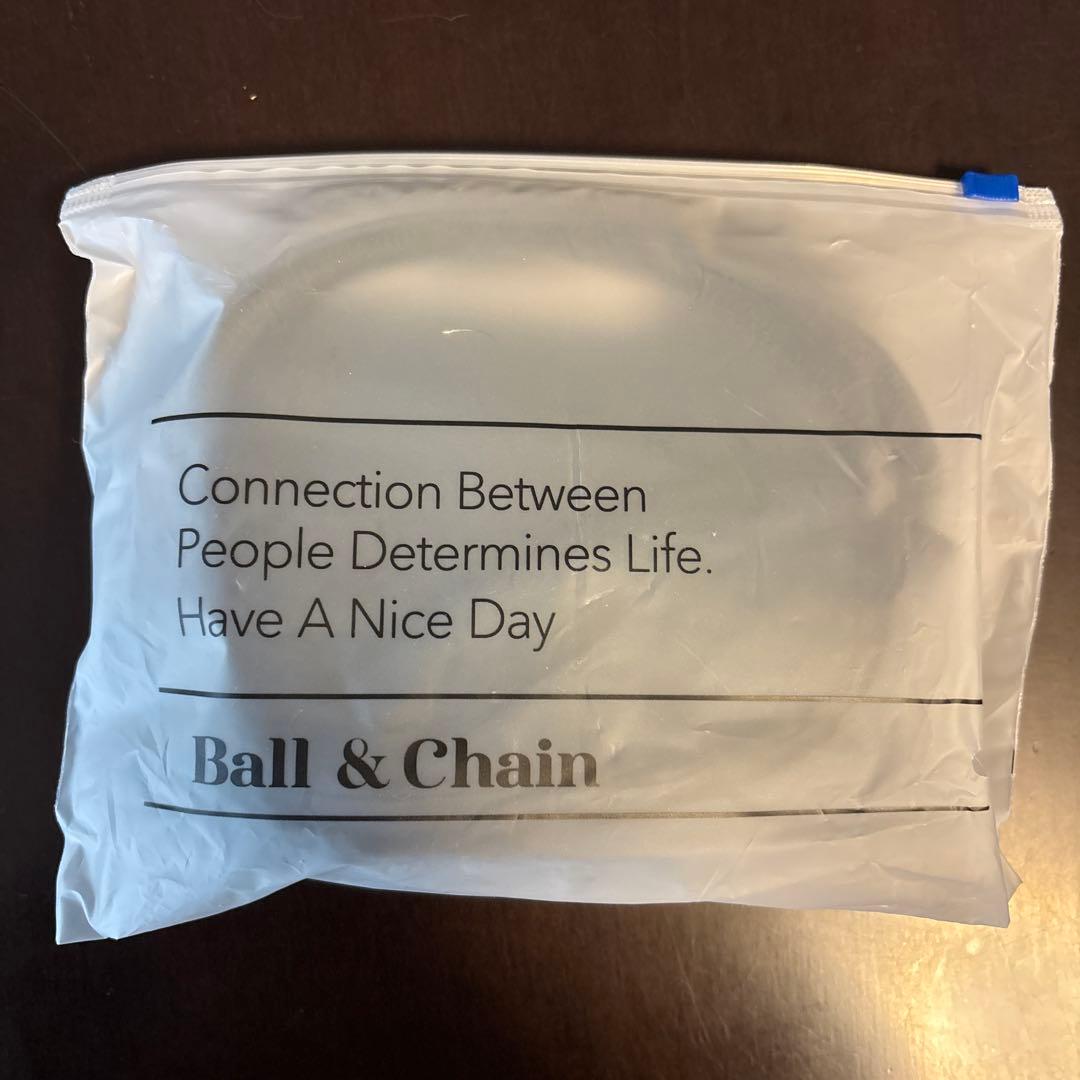 Connection Between
People Determines Life.
Have A Nice Day
Ball & Chain